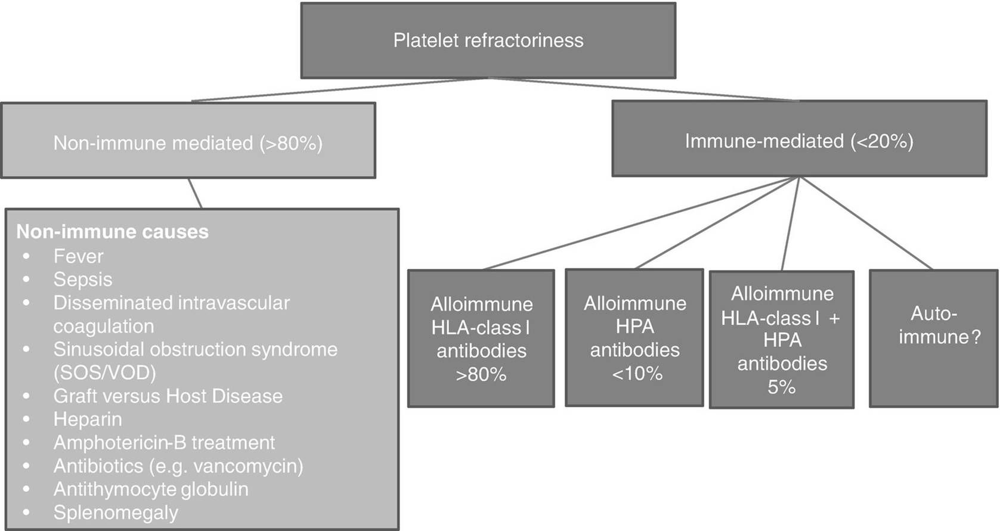 Platelet refractoriness
Non-immune mediated (>80%)
Immune-mediated (<20%)
Non-immune causes
• Fever
• Sepsis
• Disseminated intravascular
coagulation
• Sinusoidal obstruction syndrome
(SOS/VOD)
• Graft versus Host Disease
• Heparin
• Amphotericin-B treatment
• Antibiotics (e.g. vancomycin)
• Antithymocyte globulin
• Splenomegaly
Alloimmune
HLA-class I
antibodies
>80%
Alloimmune
HPA
antibodies
<10%
Alloimmune
HLA-class I +
HPA
antibodies
5%
Auto-
immune?